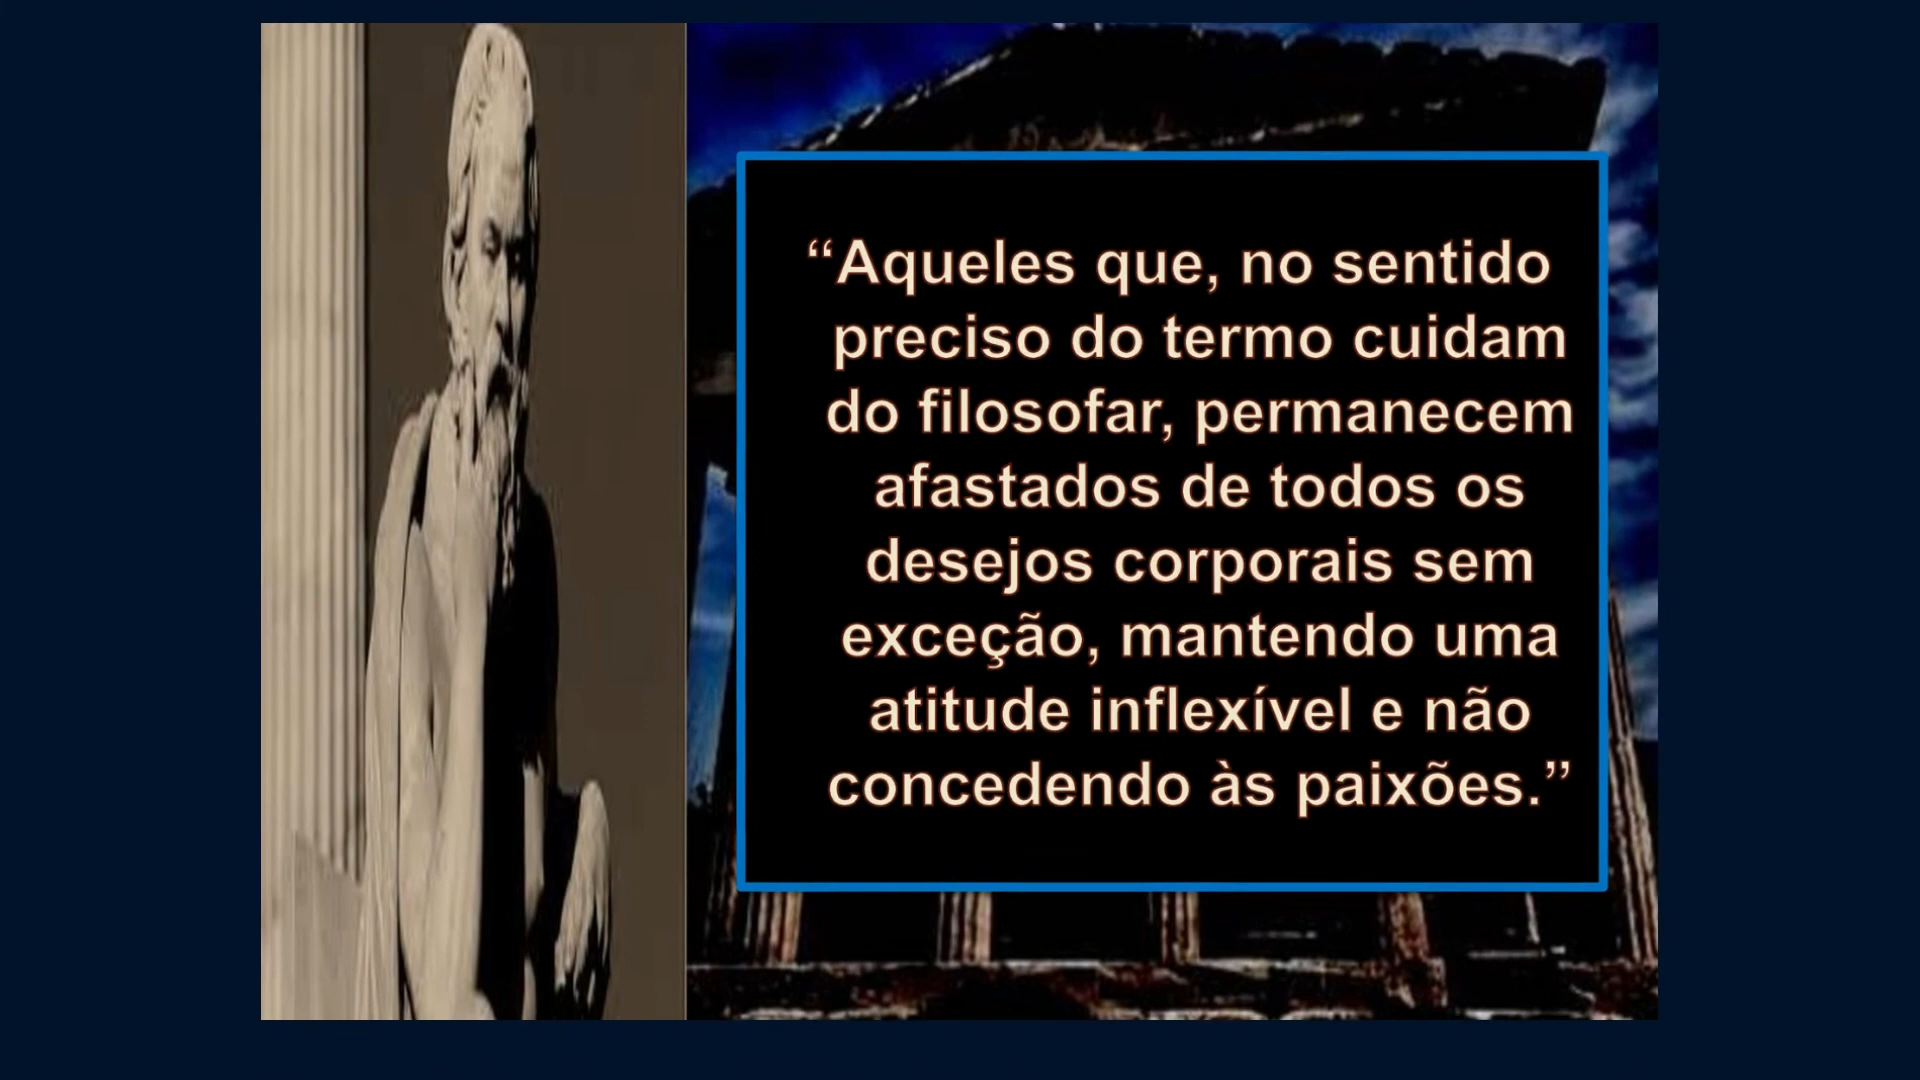 “Aqueles que, no sentido
preciso do termo cuidam
do filosofar, permanecem
afastados de todos os
desejos corporais sem
exceção, mantendo uma
atitude inflexível e não
concedendo às paixões.”